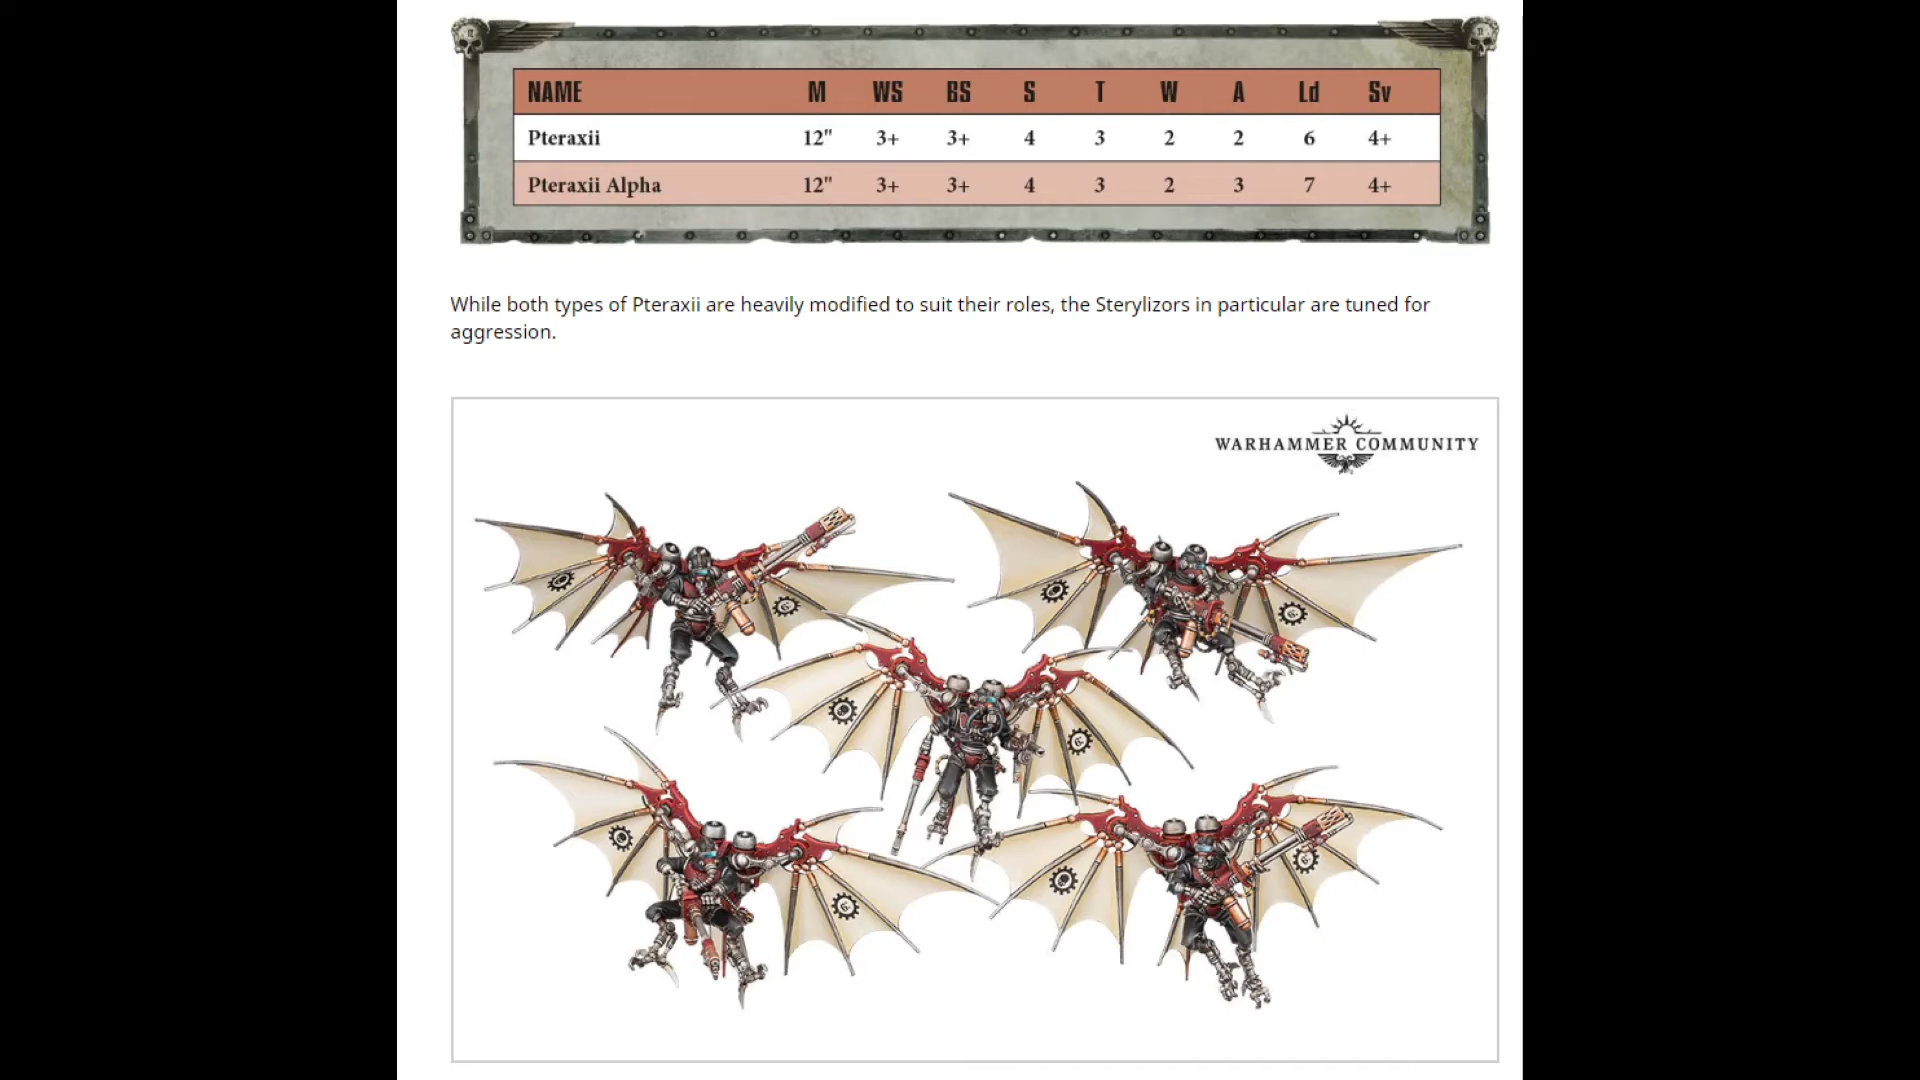 NAME M WS BS S T W A Ld Sv
Pteraxii 12" 3+ 3+ 4 3 2 2 6 4+
Pteraxii Alpha 12" 3+ 3+ 4 3 2 3 7 4+
While both types of Pteraxii are heavily modified to suit their roles, the Sterylizors in particular are tuned for
aggression.
WARHAMMER COMMUNITY